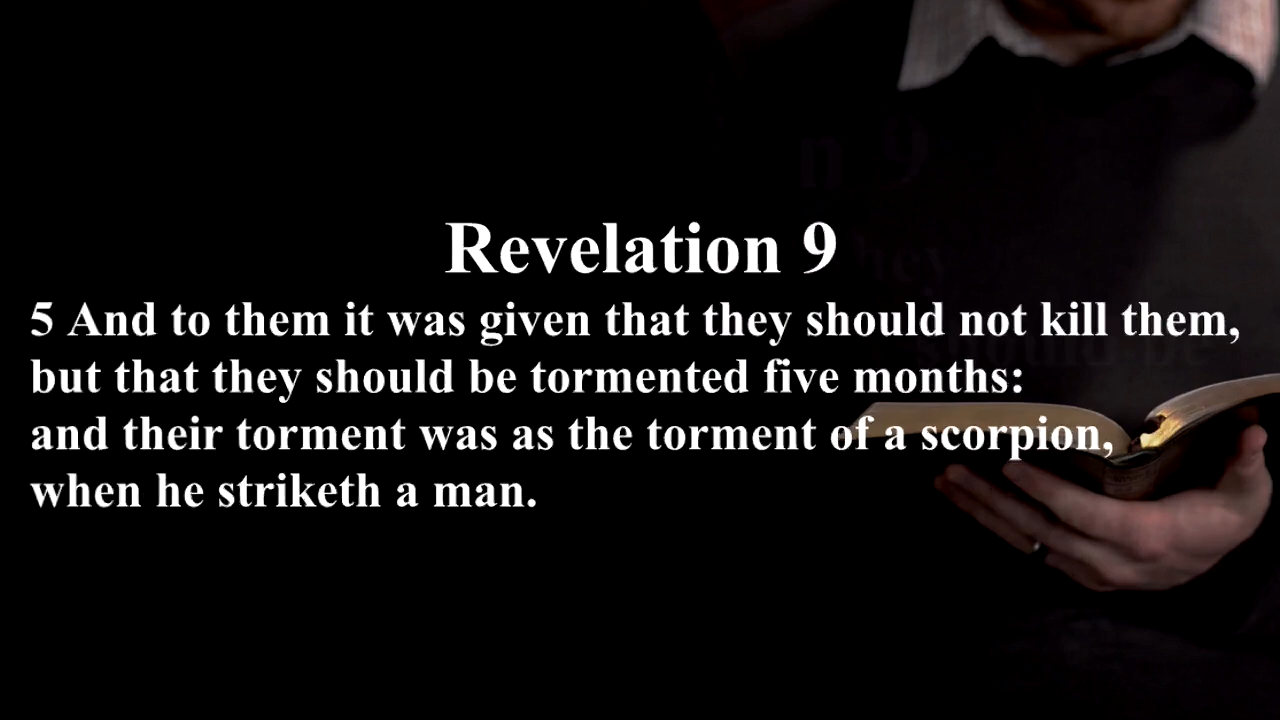 Revelation 9
5 And to them it was given that they should not kill them,
but that they should be tormented five months:
and their torment was as the torment of a scorpion,
when he striketh a man.